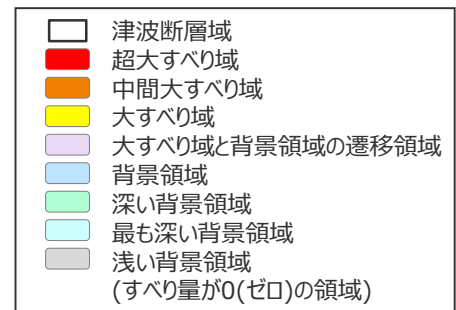 津波断層域
超大すべり域
中間大すべり域
大すべり域
大すべり域と背景領域の遷移領域
背景領域
深い背景領域
最も深い背景領域
浅い背景領域
(すべり量が0(ゼロ)の領域)